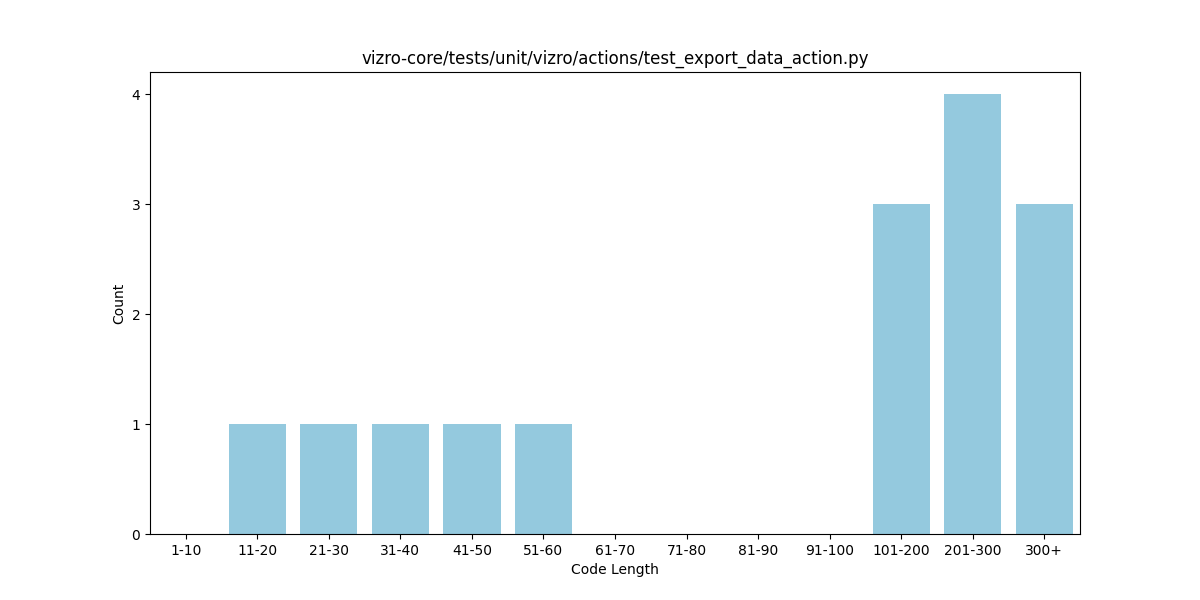 vizro-core/tests/unit/vizro/actions/test_export_data_action.py
4
3
2
1
0
Count
1-10 11-20 21-30 31-40 41-50 51-60 61-70 71-80 81-90 91-100 101-200 201-300 300+
Code Length